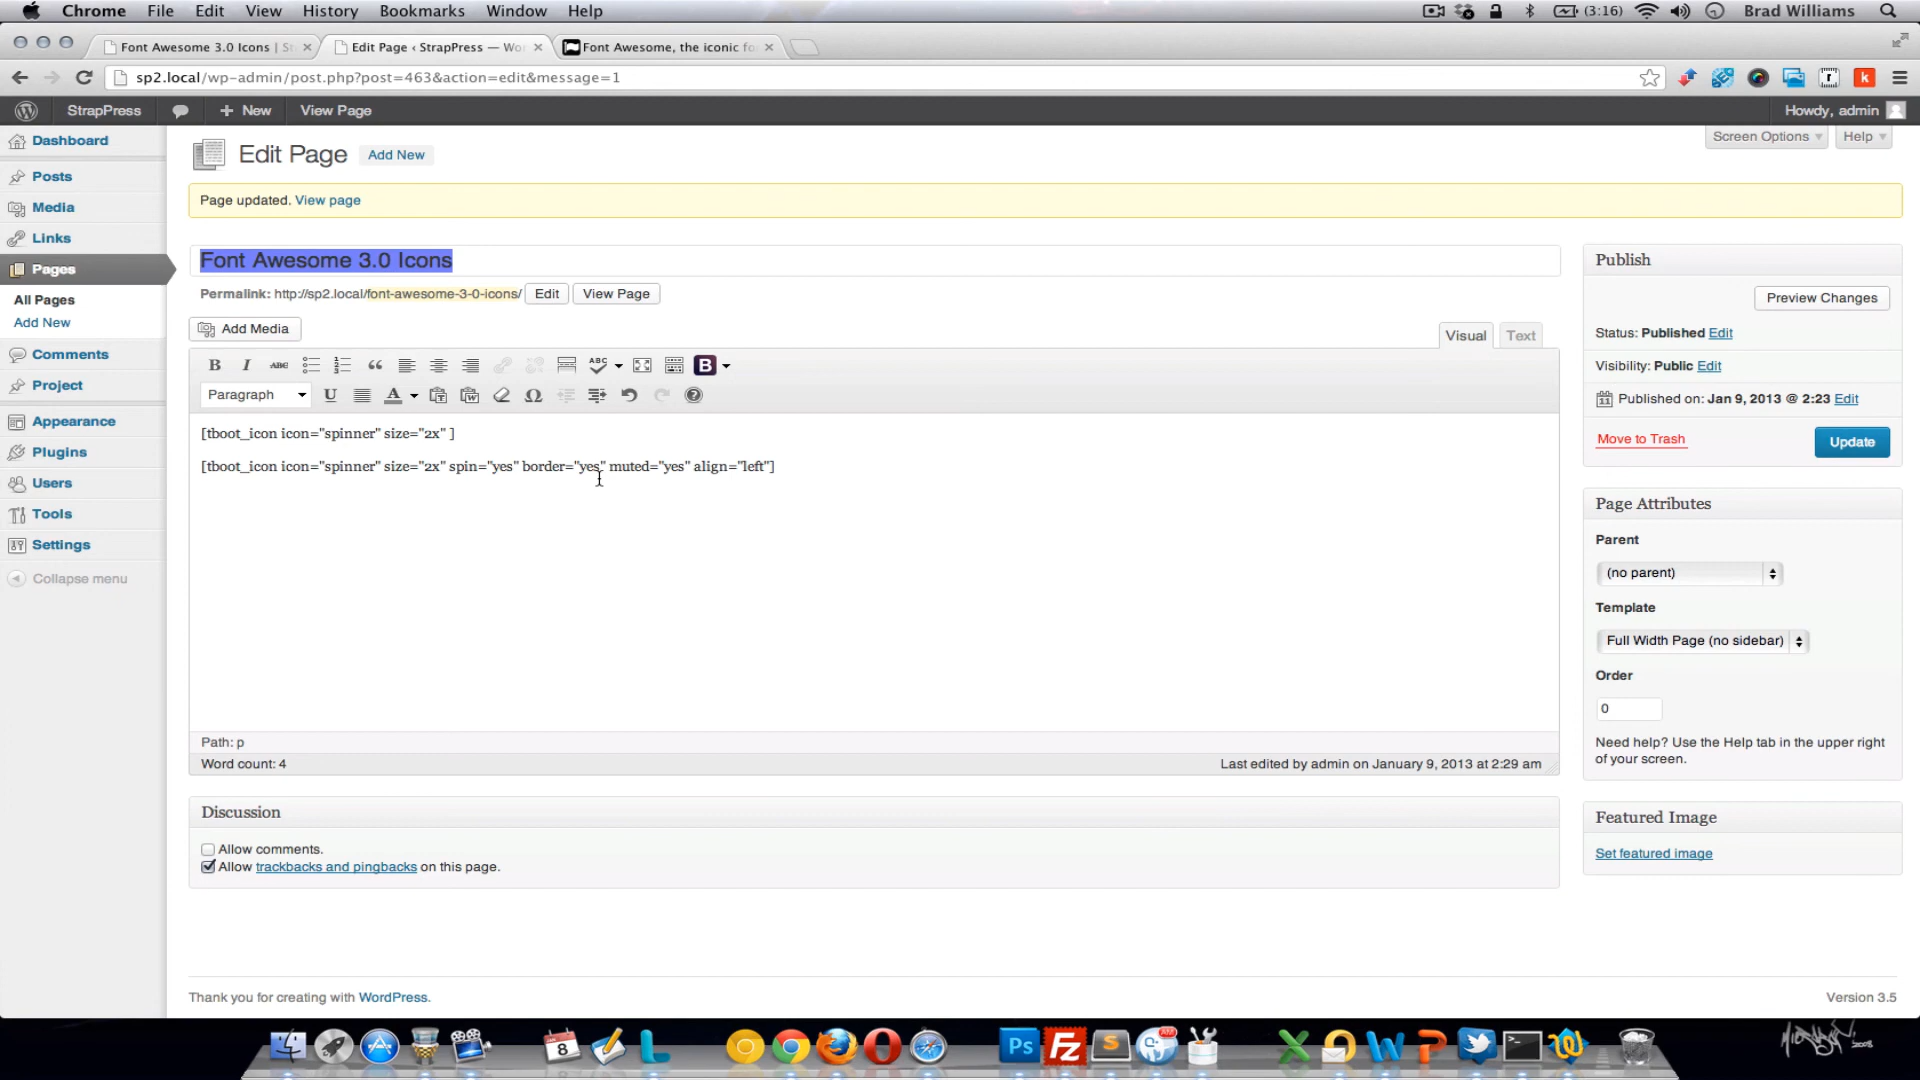 Chrome File Edit View History Bookmarks Window Help (3:16) Brad Williams
Font Awesome 3.0 Icons | St
Edit Page ‹ StrapPress — Wo
Font Awesome, the iconic fo
sp2.local/wp-admin/post.php?post=463&action=edit&message=1
StrapPress + New View Page Howdy, admin
Dashboard
Posts
Media
Links
Pages
All Pages
Add New
Comments
Project
Appearance
Plugins
Users
Tools
Settings
Collapse menu
Screen Options Help
Edit Page Add New
Page updated. View page
Font Awesome 3.0 Icons
Permalink: http://sp2.local/font-awesome-3-0-icons/ Edit View Page
Add Media
Visual Text
B I ABC ABC B
Paragraph U A Ω
[tboot_icon icon="spinner" size="2x" ]
[tboot_icon icon="spinner" size="2x" spin="yes" border="yes" muted="yes" align="left"]
Path: p
Word count: 4 Last edited by admin on January 9, 2013 at 2:29 am
Discussion
Allow comments.
Allow trackbacks and pingbacks on this page.
Publish
Preview Changes
Status: Published Edit
Visibility: Public Edit
Published on: Jan 9, 2013 @ 2:23 Edit
Move to Trash Update
Page Attributes
Parent
(no parent)
Template
Full Width Page (no sidebar)
Order
0
Need help? Use the Help tab in the upper right
of your screen.
Featured Image
Set featured image
Thank you for creating with WordPress. Version 3.5
JAN
8
L
Ps
Fz
S